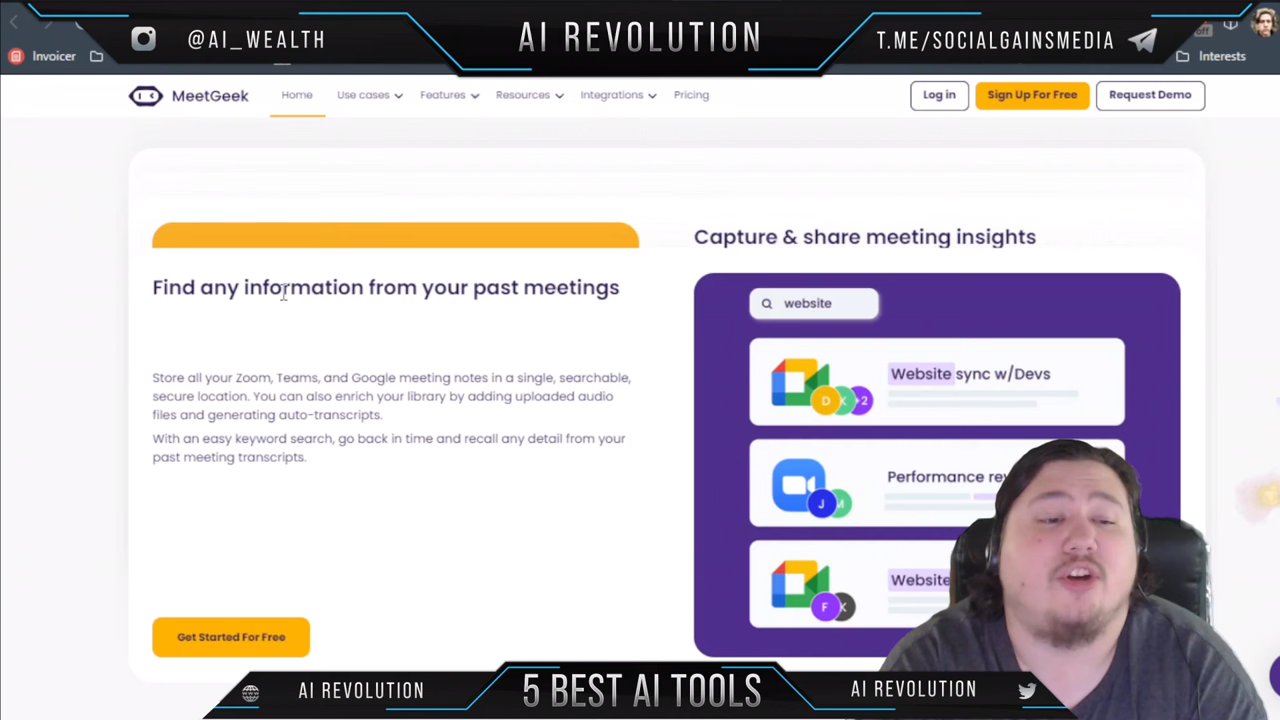 @AI_WEALTH
AI REVOLUTION
T.ME/SOCIALGAINSMEDIA
Invoicer
Interests
MeetGeek
Home
Use cases
Features
Resources
Integrations
Pricing
Log in
Sign Up For Free
Request Demo
Find any information from your past meetings
Store all your Zoom, Teams, and Google meeting notes in a single, searchable,
secure location. You can also enrich your library by adding uploaded audio
files and generating auto-transcripts.
With an easy keyword search, go back in time and recall any detail from your
past meeting transcripts.
Get Started For Free
Capture & share meeting insights
website
Website sync w/Devs
D K +2
Performance re
J M
Website
F K
AI REVOLUTION
5 BEST AI TOOLS
AI REVOLUTION